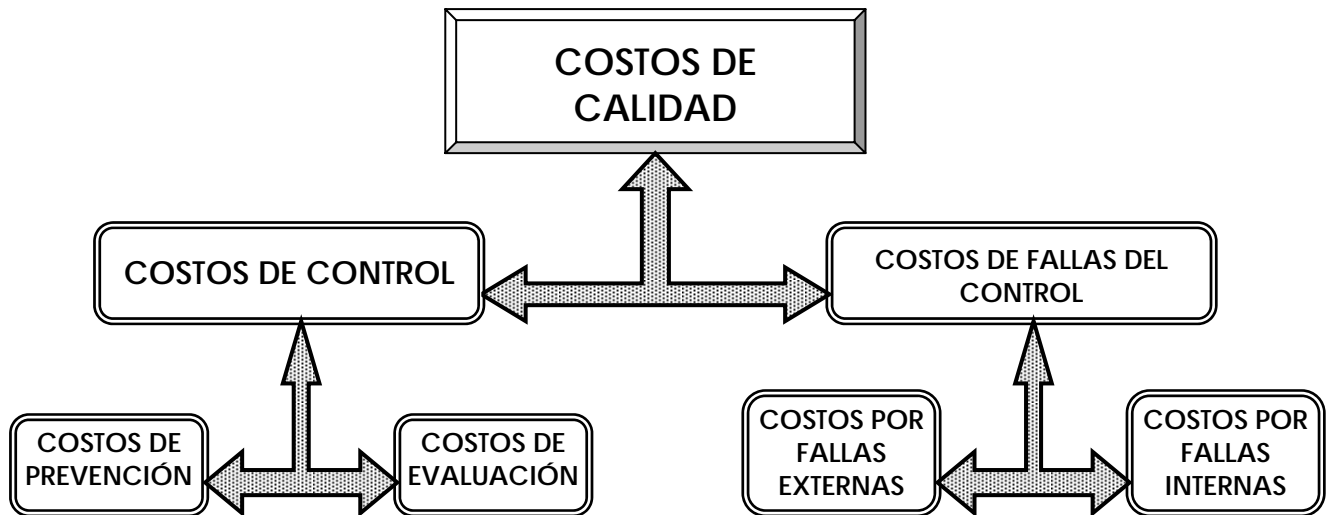 COSTOS DE
CALIDAD
COSTOS DE CONTROL
COSTOS DE FALLAS DEL
CONTROL
COSTOS DE
PREVENCIÓN
COSTOS DE
EVALUACIÓN
COSTOS POR
FALLAS
EXTERNAS
COSTOS POR
FALLAS
INTERNAS